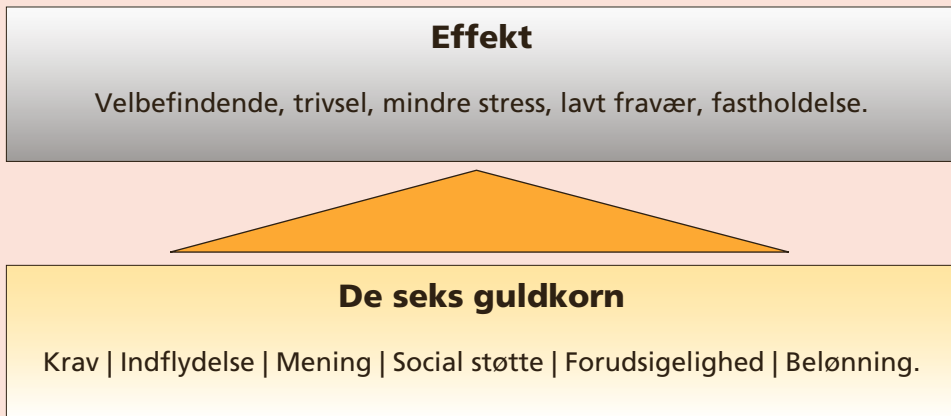 Effekt
Velbefindende, trivsel, mindre stress, lavt fravær, fastholdelse.
De seks guldkorn
Krav | Indflydelse | Mening | Social støtte | Forudsigelighed | Belønning.